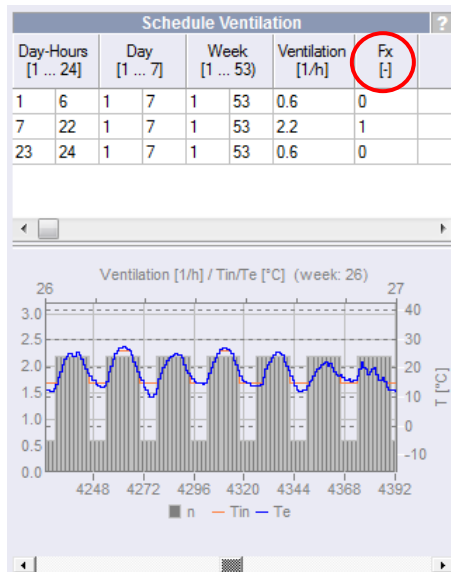 Schedule Ventilation ?
Day-Hours Day Week Ventilation Fx
[1 ... 24] [1 ... 7] [1 ... 53) [1/h] [-]
1 6 1 7 1 53 0.6 0
7 22 1 7 1 53 2.2 1
23 24 1 7 1 53 0.6 0
Ventilation [1/h] / Tin/Te [°C] (week: 26)
26 27
3.0 40
2.5 30
2.0 20
1.5 10
1.0 0
0.5 -10
0.0
T [°C]
4248 4272 4296 4320 4344 4368 4392
n Tin Te